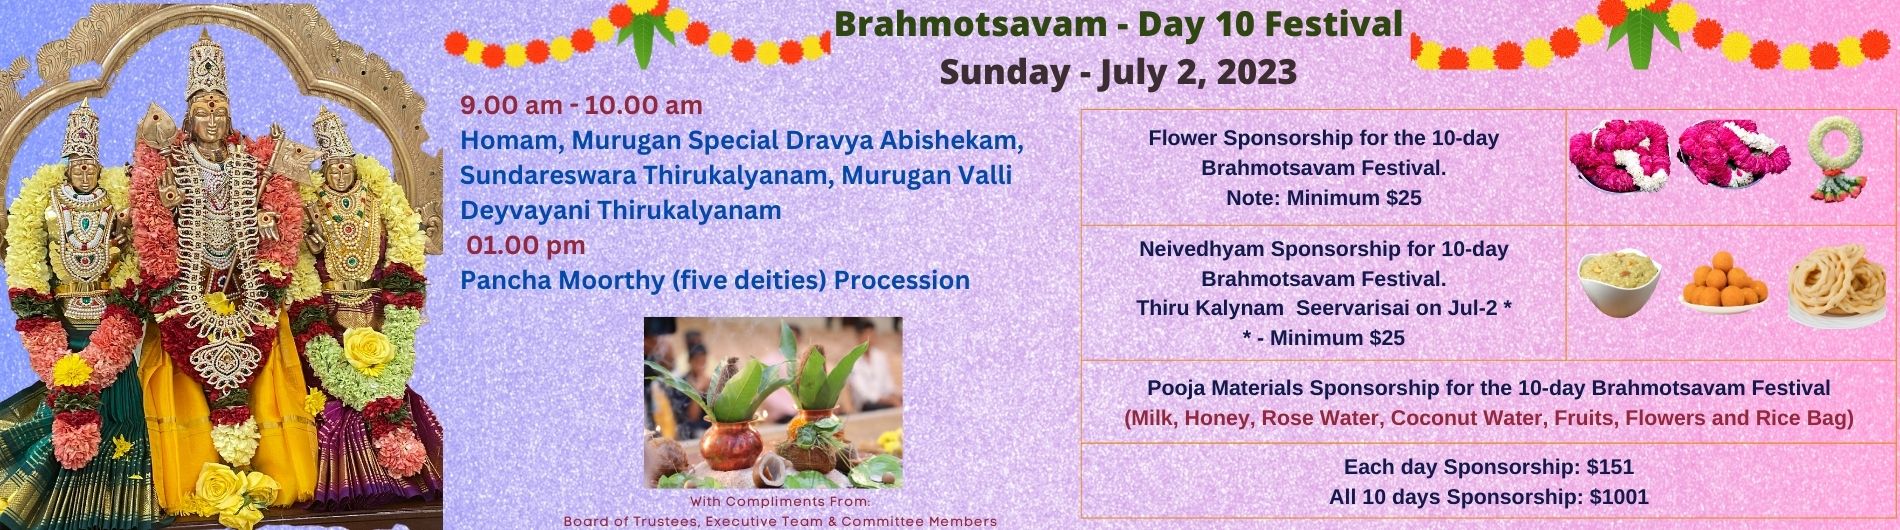 Brahmotsavam - Day 10 Festival
Sunday - July 2, 2023
9.00 am - 10.00 am
Homam, Murugan Special Dravya Abishekam,
Sundareswara Thirukalyanam, Murugan Valli
Deyvayani Thirukalyanam
01.00 pm
Pancha Moorthy (five deities) Procession
With Compliments From:
Board of Trustees, Executive Team & Committee Members
Flower Sponsorship for the 10-day
Brahmotsavam Festival.
Note: Minimum $25
Neivedhyam Sponsorship for 10-day
Brahmotsavam Festival.
Thiru Kalynam Seervarisai on Jul-2 *
* - Minimum $25
Pooja Materials Sponsorship for the 10-day Brahmotsavam Festival
(Milk, Honey, Rose Water, Coconut Water, Fruits, Flowers and Rice Bag)
Each day Sponsorship: $151
All 10 days Sponsorship: $1001